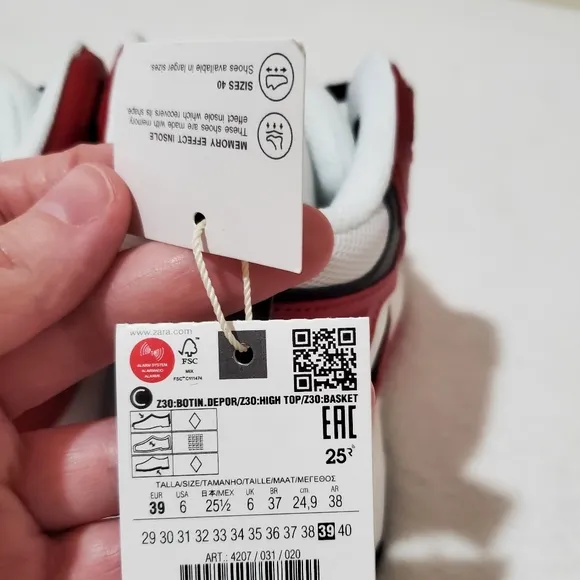 MEMORY EFFECT INSOLE
These shoes are made with memory
effect insole which recovers its shape.
SIZES 40
Shoes available in larger sizes
www.zara.com
ALARM SYSTEM
ALARMADO
ALARMÉ
FSC
MIX
C Z30:BOTIN.DEPOR/Z30:HIGH TOP/Z30:BASKET
EAC
25
TALLA/SIZE/TAMANHO/TAILLE/MAAT/ΜΕΓΕΘΟΣ
EUR USA 日本/MEX UK BR cm. AR
39 6 25½ 6 37 24,9 38
29 30 31 32 33 34 35 36 37 38 39 40
ART.: 4207 / 031 / 020